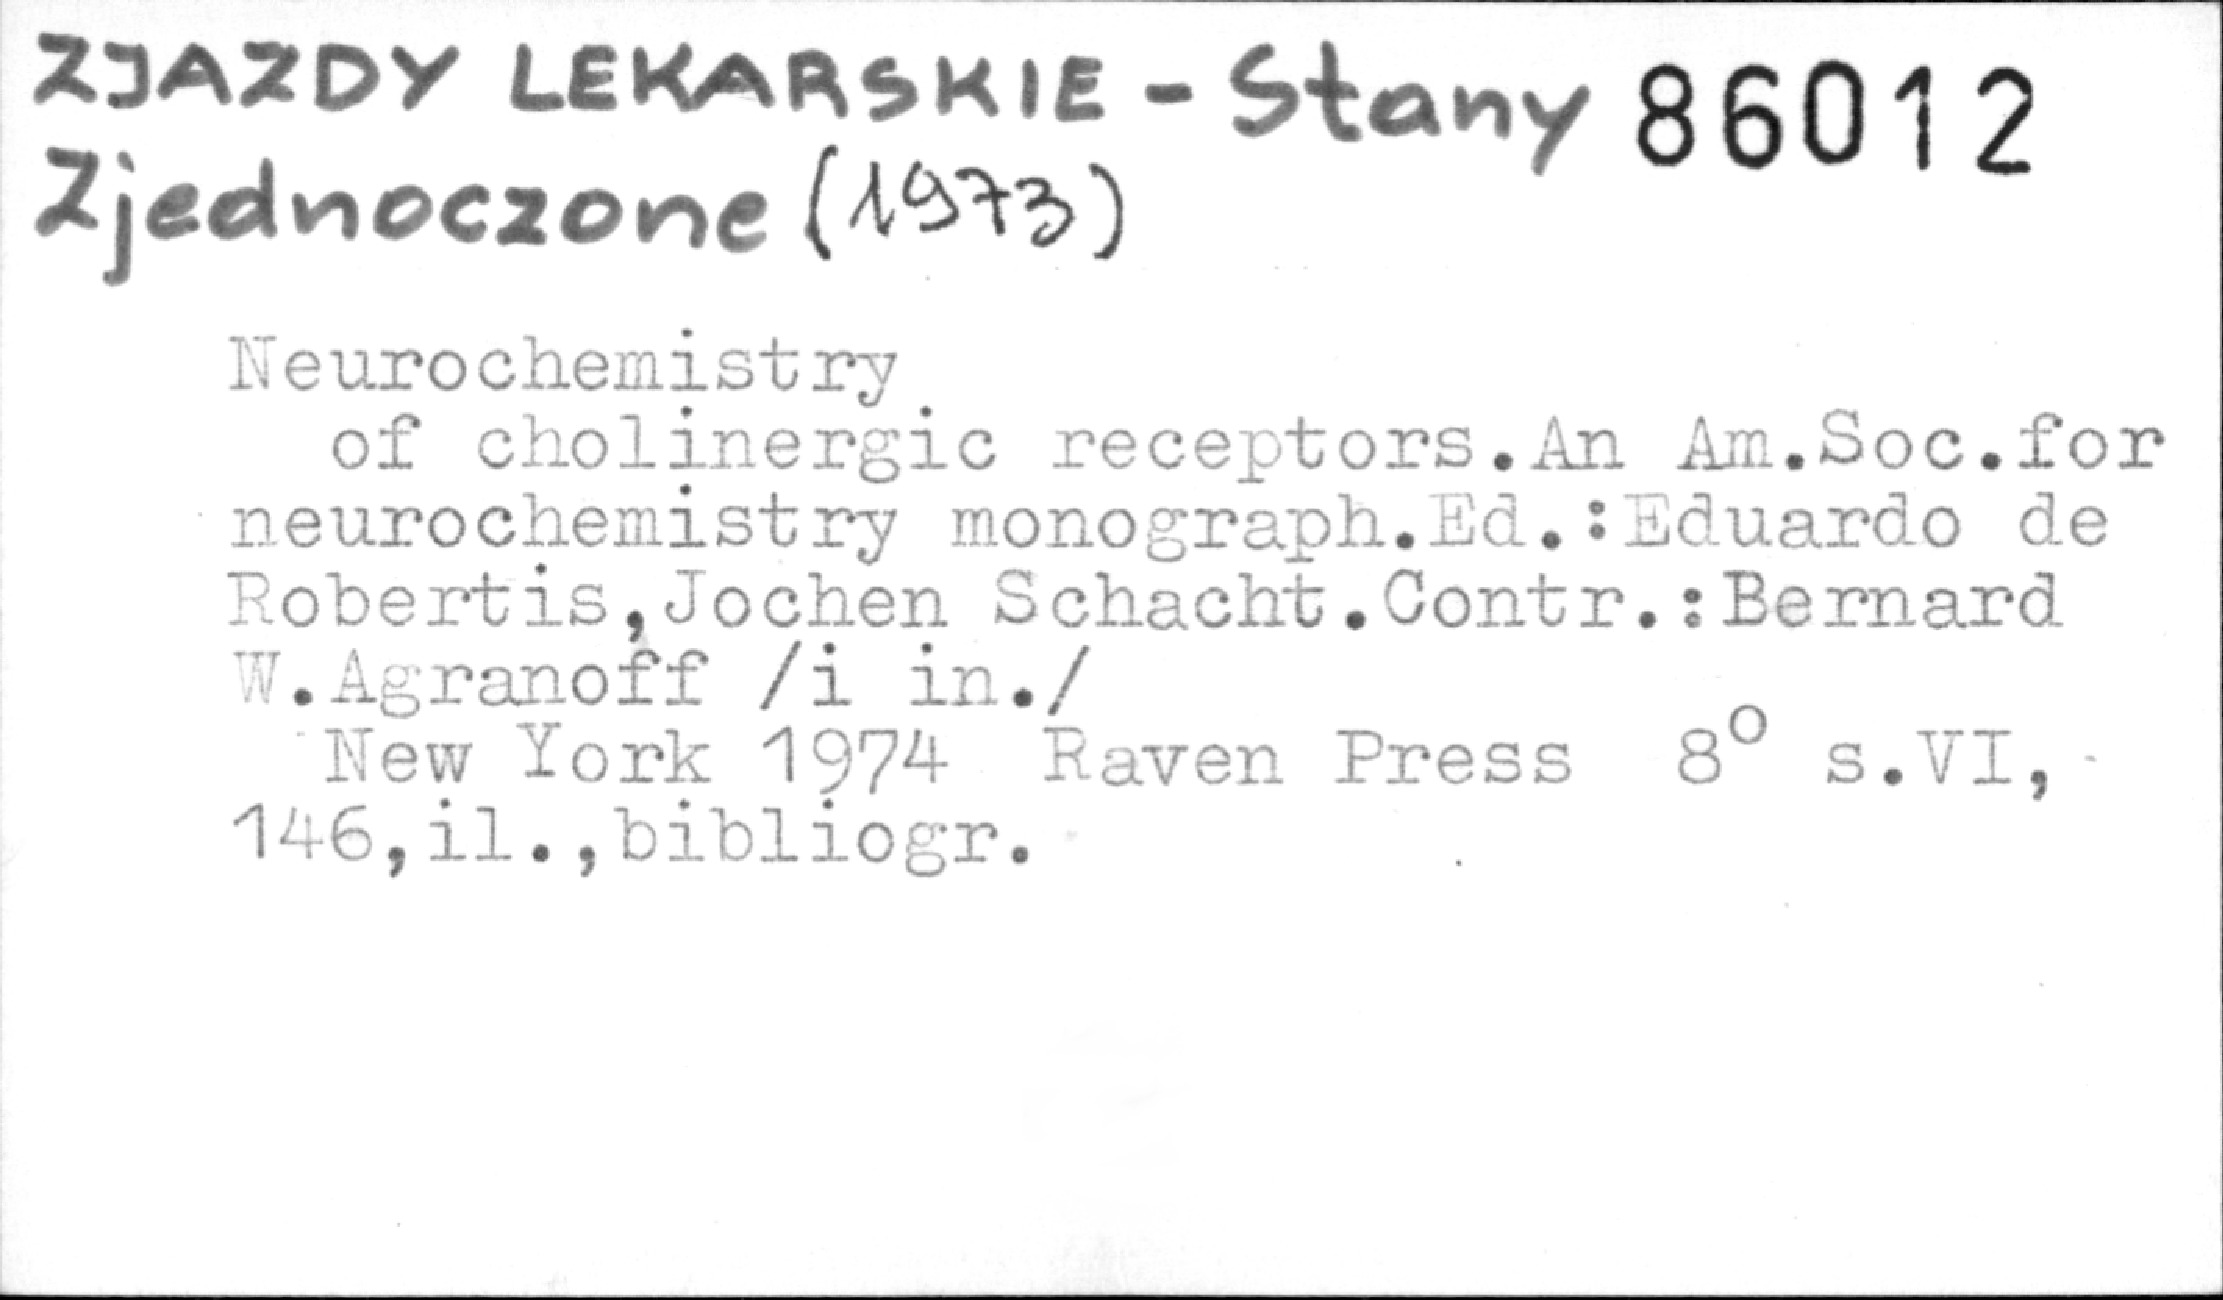 ZJAZDY LEKARSKIE - Stany 86012
Zjednoczone (1973)
Neurochemistry
of cholinergic receptors.An Am.Soc.for
neurochemistry monograph.Ed.:Eduardo de
Robertis,Jochen Schacht.Contr.:Bernard
W.Agranoff /i in./
New York 1974 Raven Press 8° s.VI,
146,il.,bibliogr.